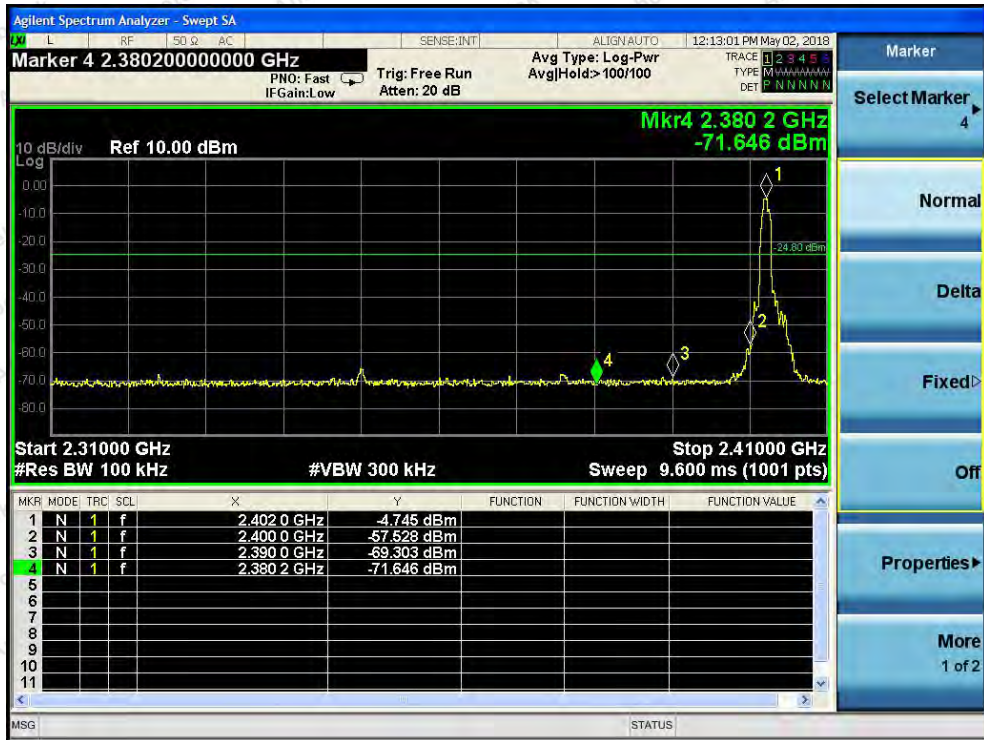 Agilent Spectrum Analyzer - Swept SA
LXI L RF 50 Ω AC SENSE:INT ALIGN AUTO 12:13:01 PM May 02, 2018
Marker 4 2.380200000000 GHz
PNO: Fast
IFGain:Low
Trig: Free Run
Atten: 20 dB
Avg Type: Log-Pwr
Avg|Hold:>100/100
TRACE 1 2 3 4 5 6
TYPE M
DET P N N N N N
Mkr4 2.380 2 GHz
-71.646 dBm
10 dB/div Ref 10.00 dBm
Log
0.00
-10.0
-20.0
-30.0
-40.0
-50.0
-60.0
-70.0
-80.0
1
-24.80 dBm
2
3
4
Start 2.31000 GHz Stop 2.41000 GHz
#Res BW 100 kHz #VBW 300 kHz Sweep 9.600 ms (1001 pts)
MKR MODE TRC SCL X Y FUNCTION FUNCTION WIDTH FUNCTION VALUE
1 N 1 f 2.402 0 GHz -4.745 dBm
2 N 1 f 2.400 0 GHz -57.528 dBm
3 N 1 f 2.390 0 GHz -69.303 dBm
4 N 1 f 2.380 2 GHz -71.646 dBm
5
6
7
8
9
10
11
MSG STATUS
Marker
Select Marker
4
Normal
Delta
Fixed
Off
Properties
More
1 of 2